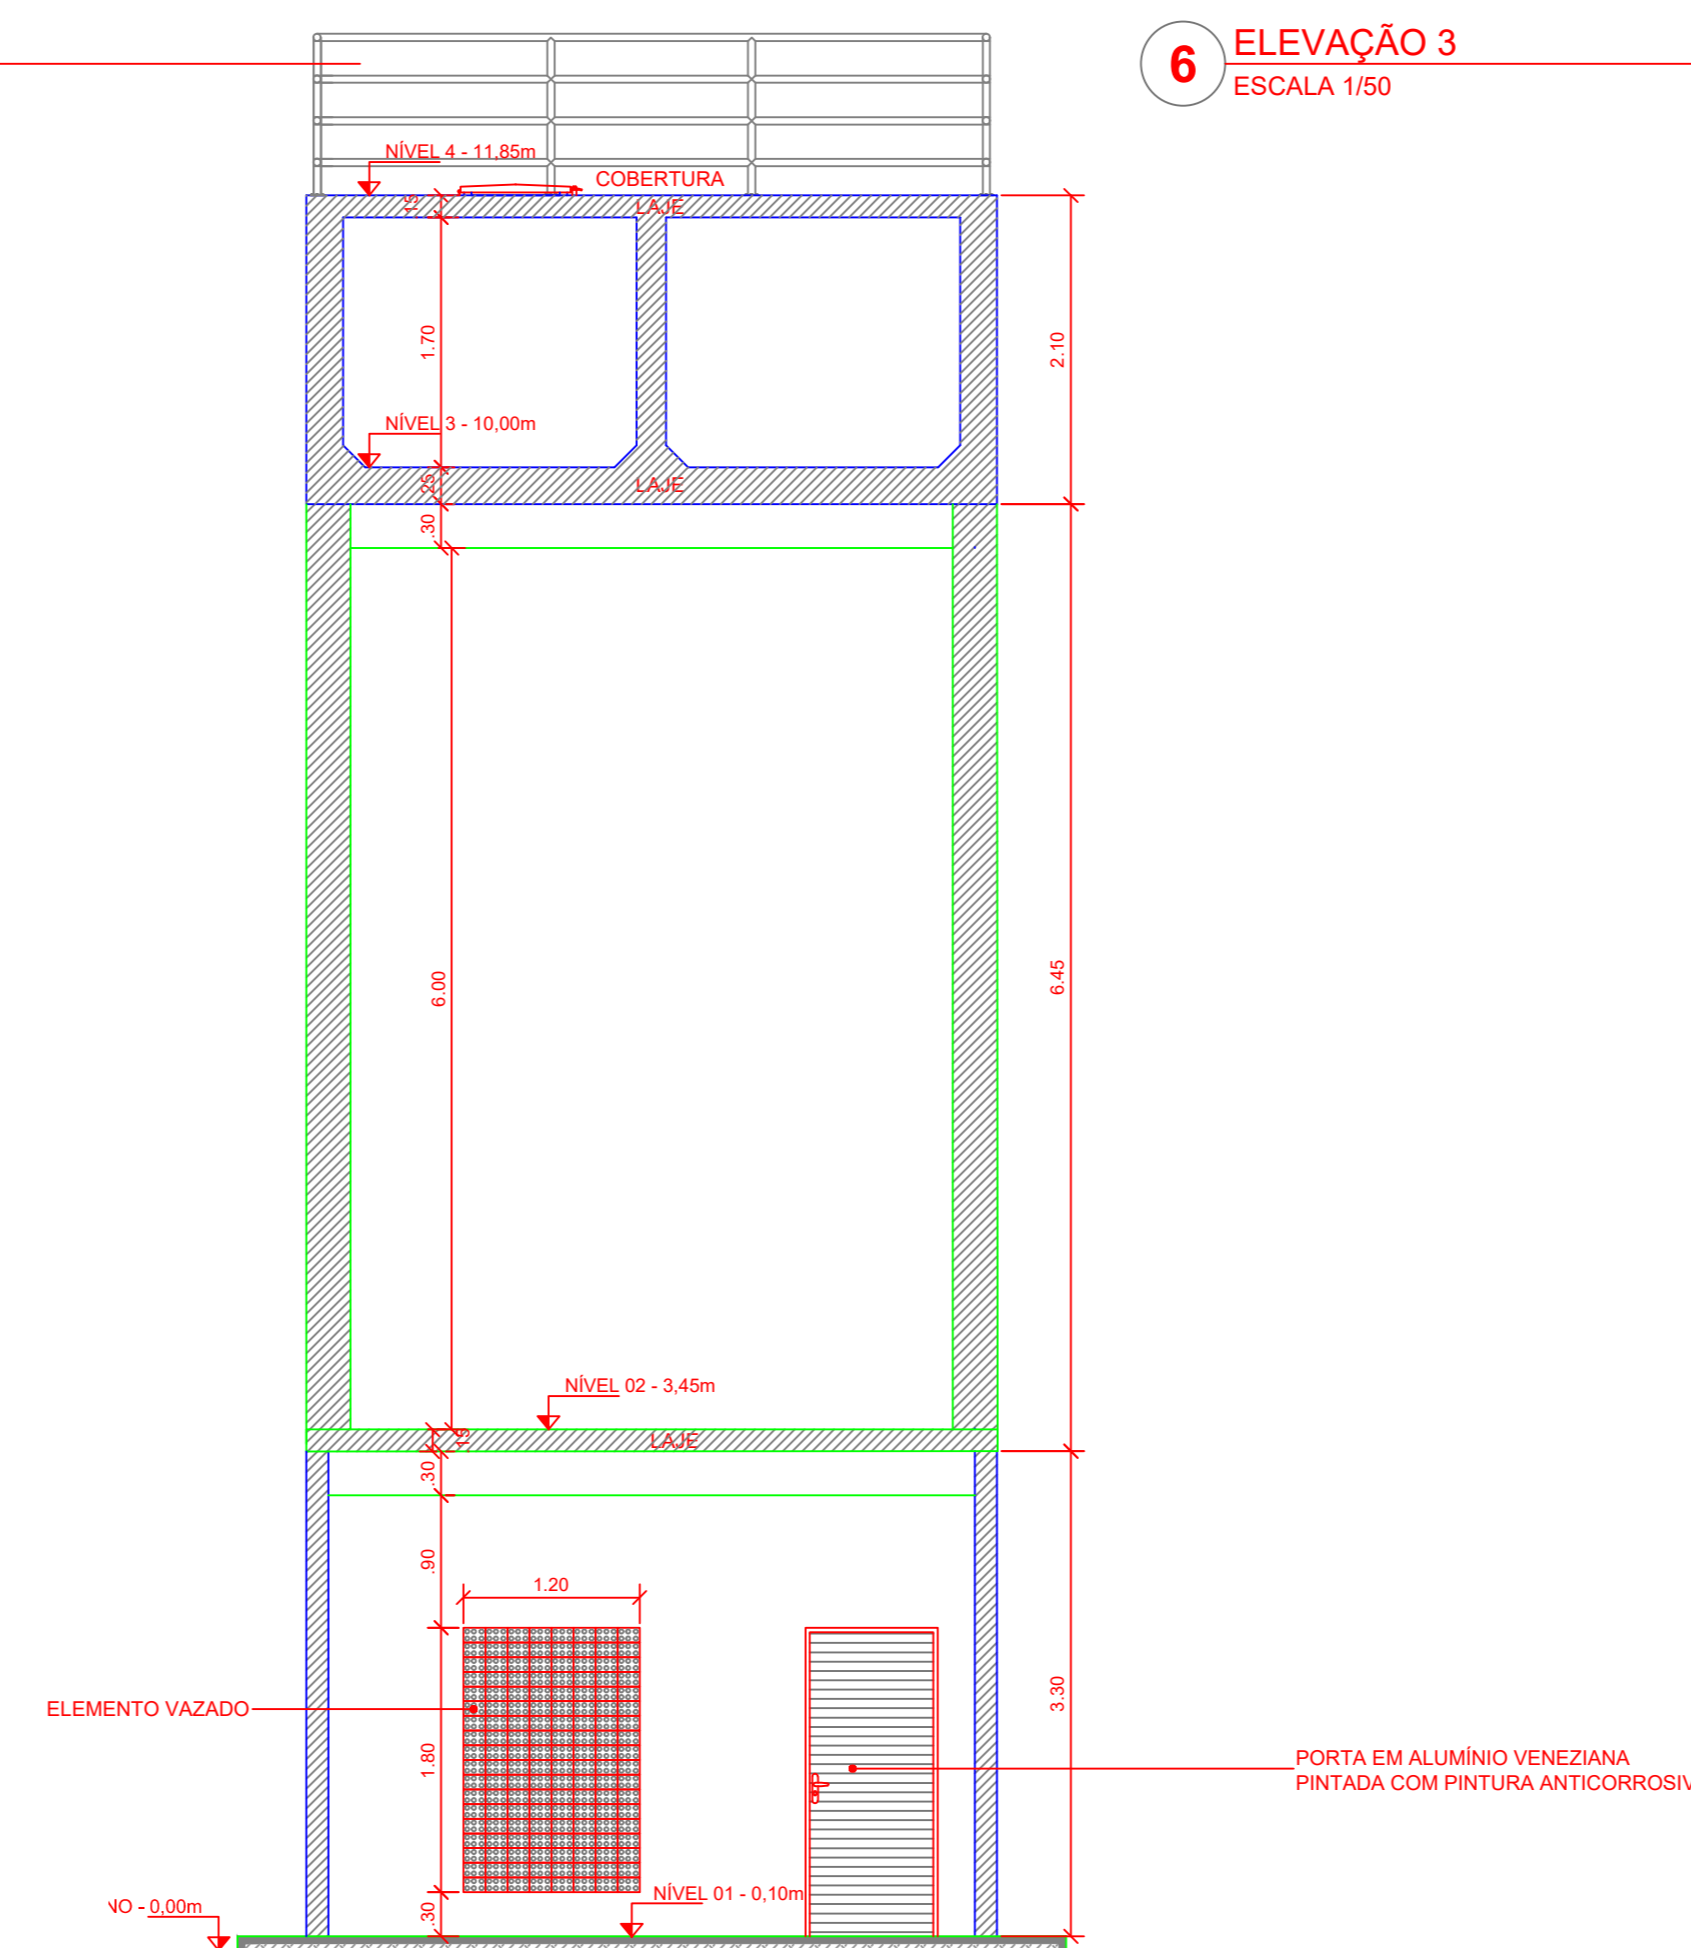 6
ELEVAÇÃO 3
ESCALA 1/50
NÍVEL 4 - 11,85m
COBERTURA
.15
LAJE
1.70
2.10
NÍVEL 3 - 10,00m
.25
LAJE
.30
6.00
6.45
NÍVEL 02 - 3,45m
.15
LAJE
.30
.90
1.20
ELEMENTO VAZADO
3.30
1.80
PORTA EM ALUMÍNIO VENEZIANA
PINTADA COM PINTURA ANTICORROSIV
NÍVEL 01 - 0,10m
NO - 0,00m
.30